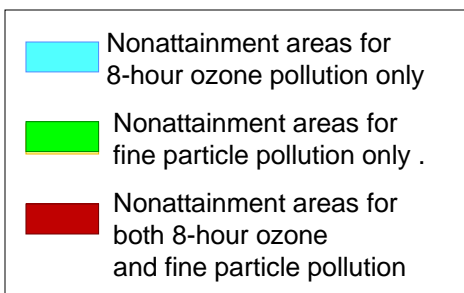 Nonattainment areas for
8-hour ozone pollution only
Nonattainment areas for
fine particle pollution only .
Nonattainment areas for
both 8-hour ozone
and fine particle pollution